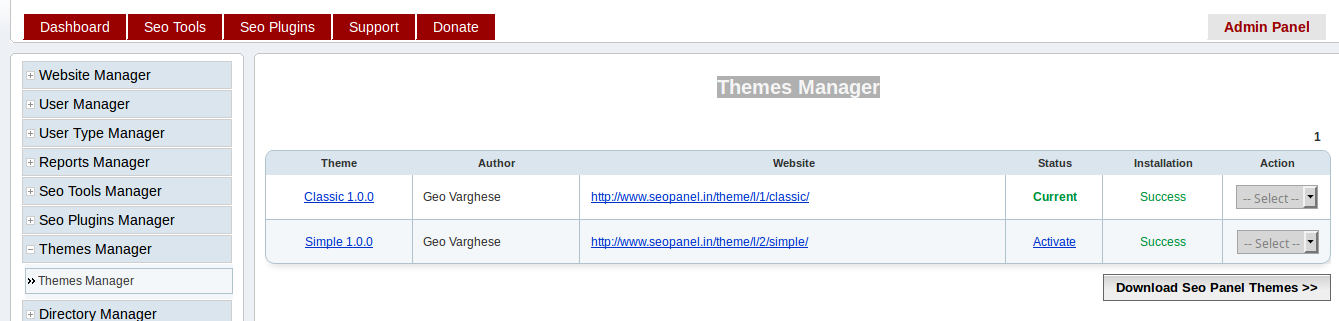 Dashboard Seo Tools Seo Plugins Support Donate Admin Panel
Website Manager
User Manager
User Type Manager
Reports Manager
Seo Tools Manager
Seo Plugins Manager
Themes Manager
Themes Manager
Directory Manager
Themes Manager
1
Theme Author Website Status Installation Action
Classic 1.0.0 Geo Varghese http://www.seopanel.in/theme/l/1/classic/ Current Success -- Select --
Simple 1.0.0 Geo Varghese http://www.seopanel.in/theme/l/2/simple/ Activate Success -- Select --
Download Seo Panel Themes >>